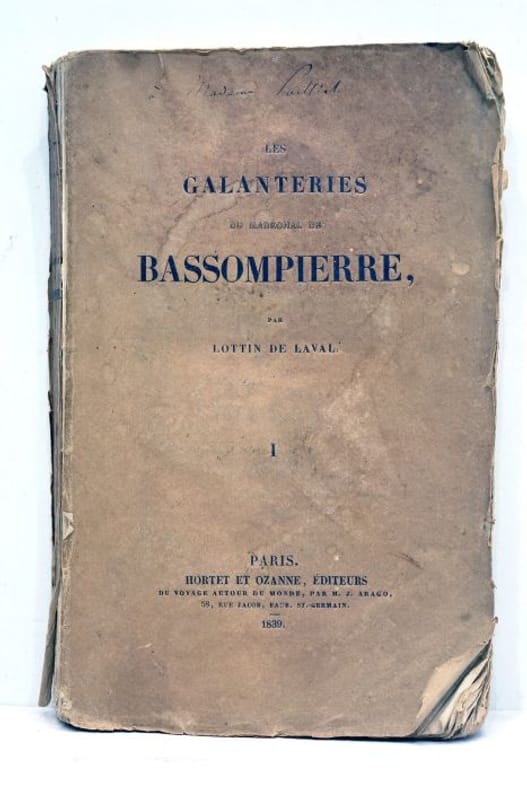 à Madame
LES
GALANTERIES
DU MARÉCHAL DE
BASSOMPIERRE,
PAR
LOTTIN DE LAVAL.
I
PARIS.
HORTET ET OZANNE, ÉDITEURS
DU VOYAGE AUTOUR DU MONDE, PAR M. J. ARAGO,
58, RUE JACOB, FAUB. ST.-GERMAIN.
1839.